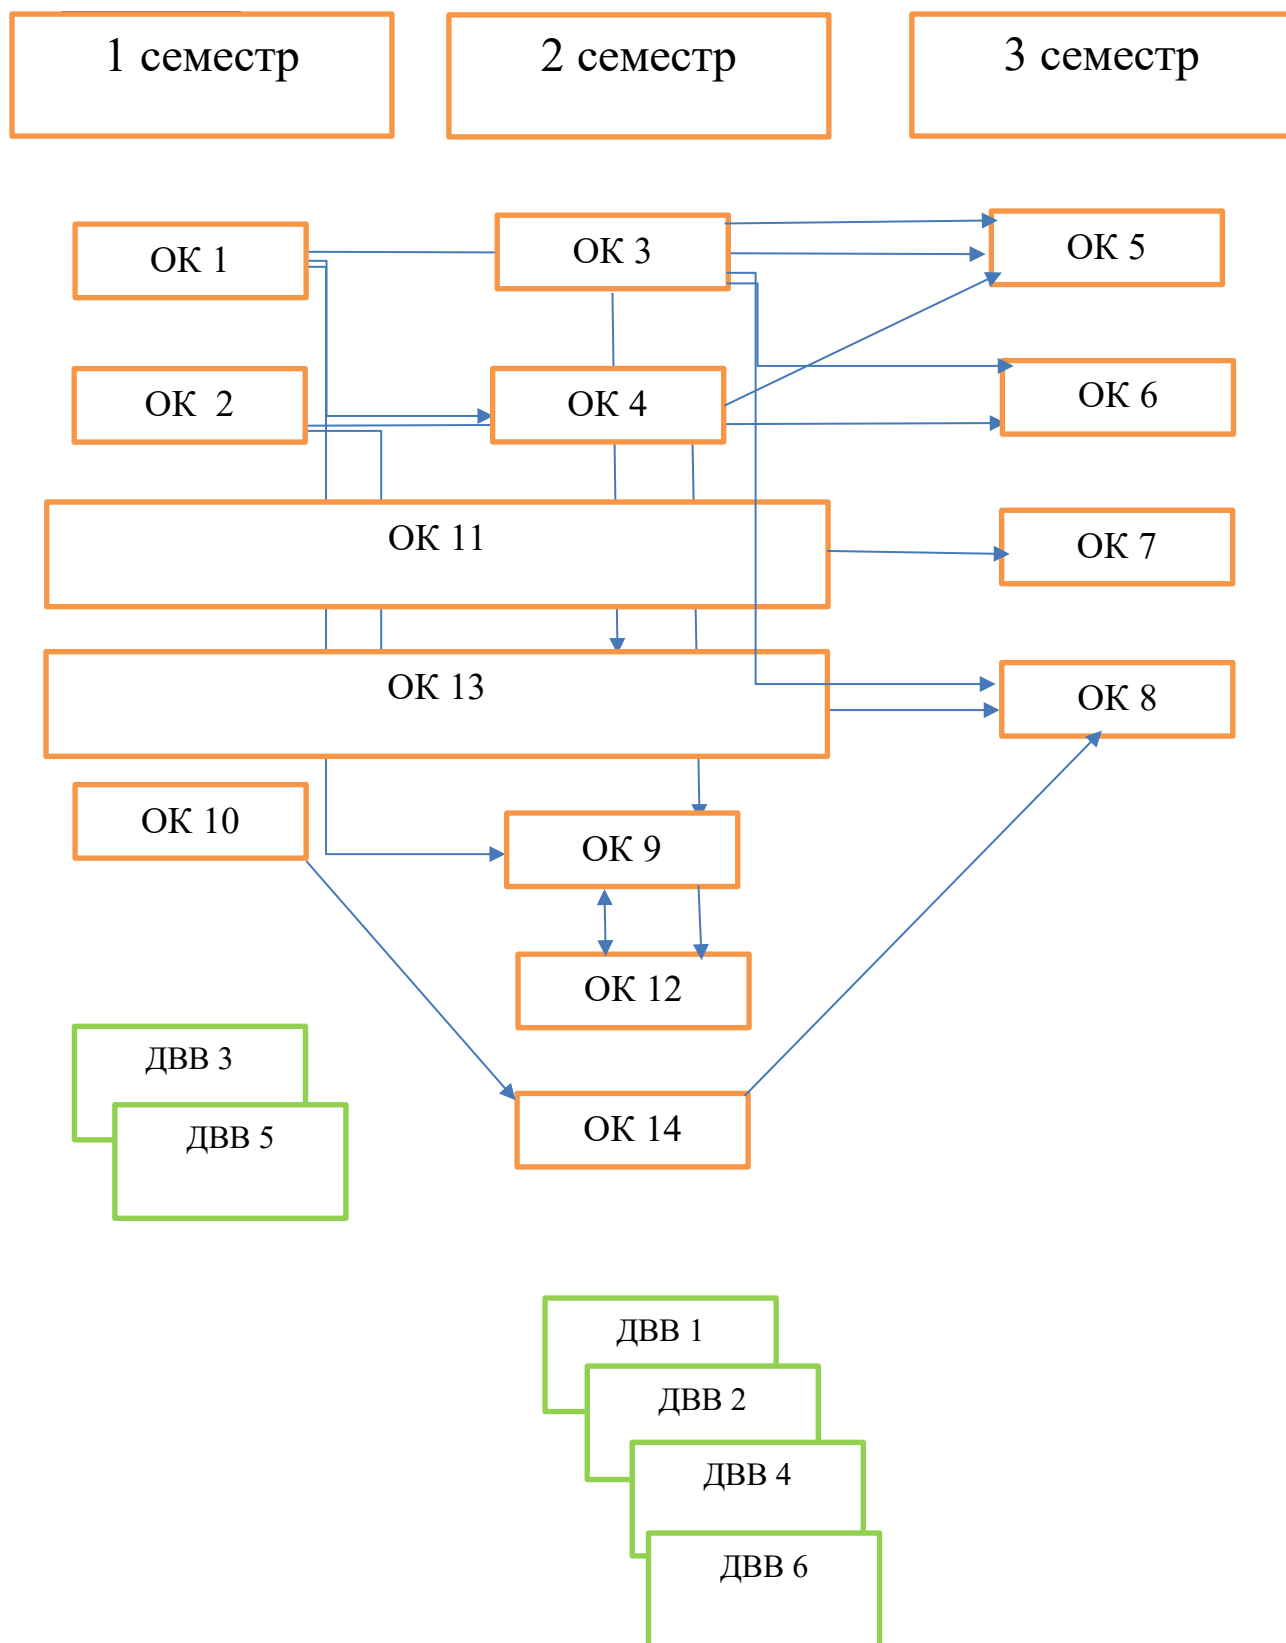 1 семестр
2 семестр
3 семестр
ОК 1
ОК 3
ОК 5
ОК 2
ОК 4
ОК 6
ОК 11
ОК 7
ОК 13
ОК 8
ОК 10
ОК 9
ОК 12
ДВВ 3
ДВВ 5
ОК 14
ДВВ 1
ДВВ 2
ДВВ 4
ДВВ 6